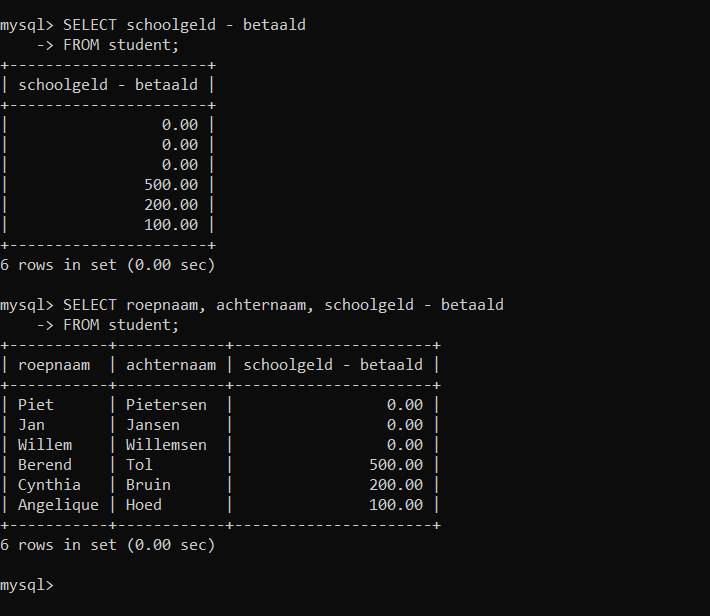 mysql> SELECT schoolgeld - betaald
    -> FROM student;
+----------------------+
| schoolgeld - betaald |
+----------------------+
|                 0.00 |
|                 0.00 |
|                 0.00 |
|               500.00 |
|               200.00 |
|               100.00 |
+----------------------+
6 rows in set (0.00 sec)

mysql> SELECT roepnaam, achternaam, schoolgeld - betaald
    -> FROM student;
+-----------+------------+----------------------+
| roepnaam  | achternaam | schoolgeld - betaald |
+-----------+------------+----------------------+
| Piet      | Pietersen  |                 0.00 |
| Jan       | Jansen     |                 0.00 |
| Willem    | Willemsen  |                 0.00 |
| Berend    | Tol        |               500.00 |
| Cynthia   | Bruin      |               200.00 |
| Angelique | Hoed       |               100.00 |
+-----------+------------+----------------------+
6 rows in set (0.00 sec)

mysql>